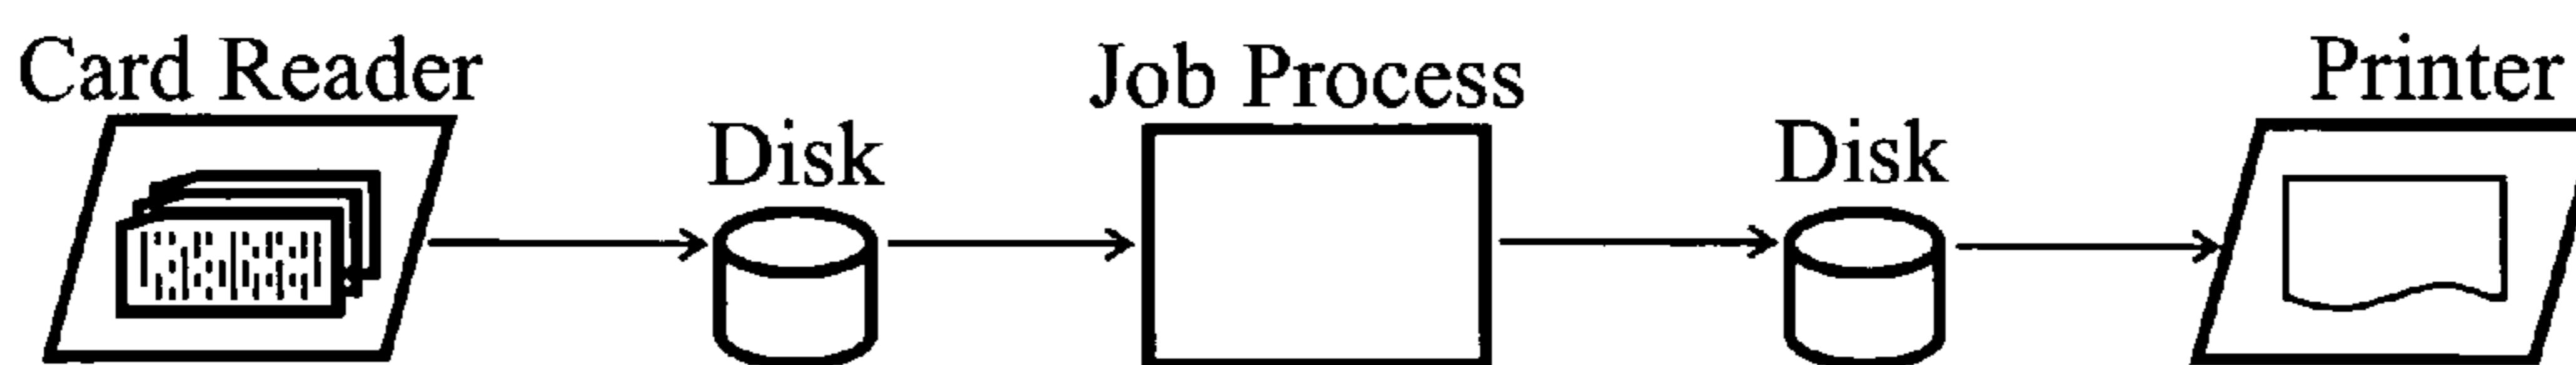 Card Reader
Disk
Job Process
Disk
Printer